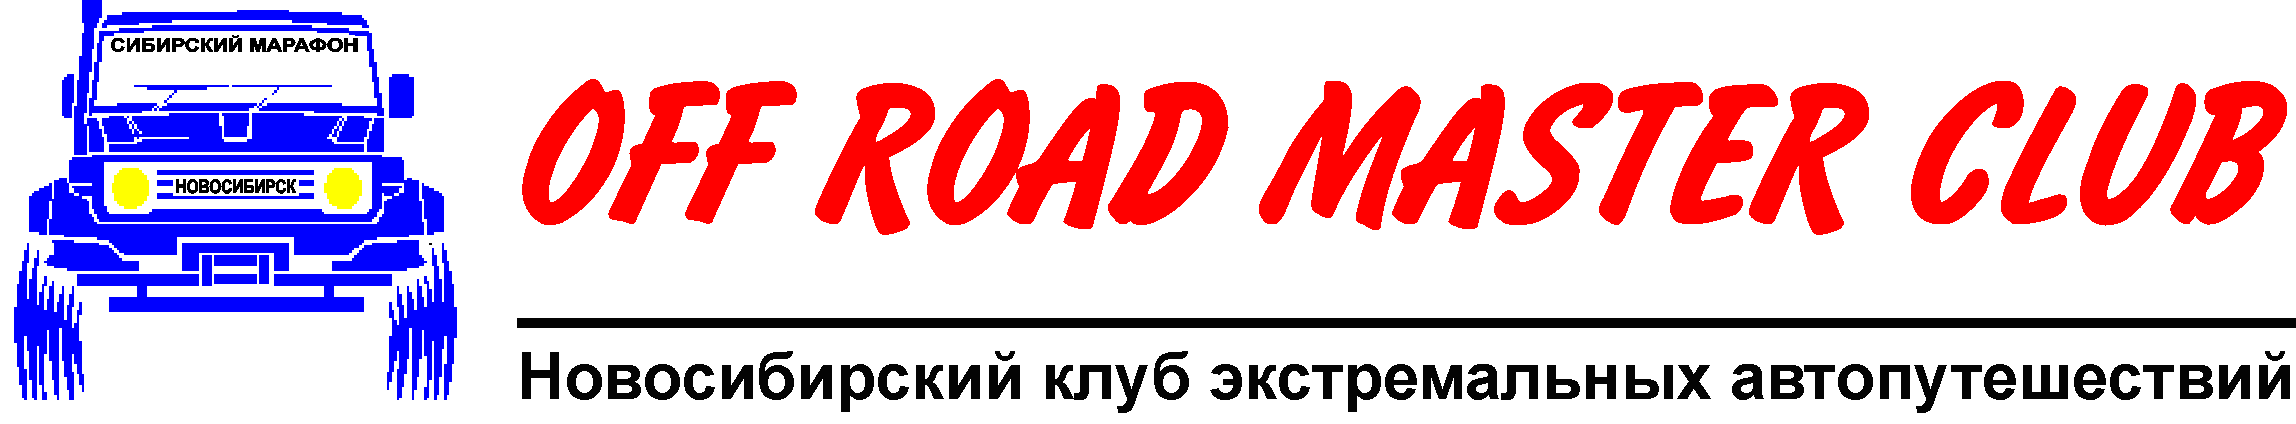 СИБИРСКИЙ МАРАФОН
НОВОСИБИРСК
OFF ROAD MASTER CLUB
Новосибирский клуб экстремальных автопутешествий